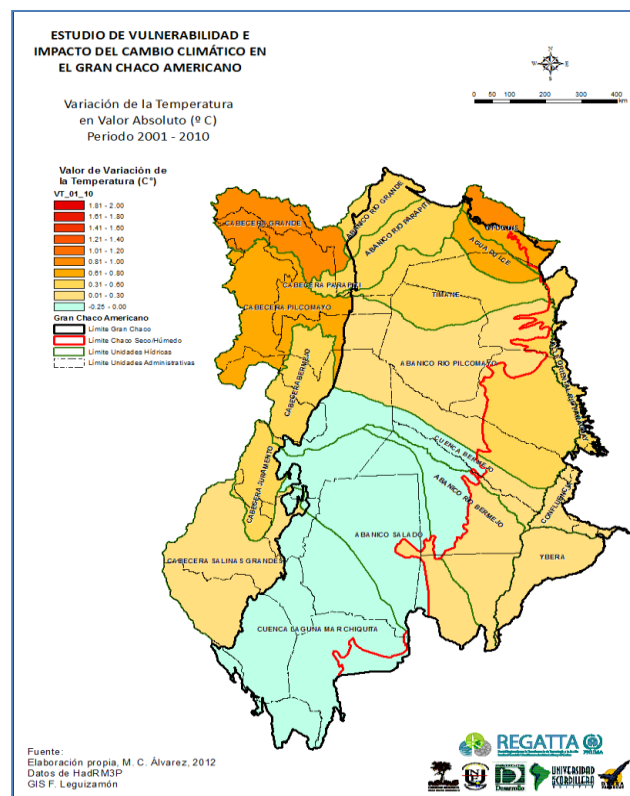 ESTUDIO DE VULNERABILIDAD E
IMPACTO DEL CAMBIO CLIMÁTICO EN
EL GRAN CHACO AMERICANO
Variación de la Temperatura
en Valor Absoluto (º C)
Periodo 2001 - 2010
N
W E
S
0 50 100 200 300 400
km
Valor de Variación de
la Temperatura (C°)
VT_01_10
1.81 - 2.00
1.61 - 1.80
1.41 - 1.60
1.21 - 1.40
1.01 - 1.20
0.81 - 1.00
0.61 - 0.80
0.31 - 0.60
0.01 - 0.30
-0.25 - 0.00
Gran Chaco Americano
Límite Gran Chaco
Límite Chaco Seco/Húmedo
Límite Unidades Hídricas
Límite Unidades Administrativas
CABECERA GRANDE
ABANICO RIO GRANDE
ABANICO RIO PARAPITI
AGUA DULCE
CABECERA PARAPITI
TIMANE
CABECERA PILCOMAYO
ABANICO RIO PILCOMAYO
CABECERA BERMEJO
CUENCA BERMEJO
ABANICO RIO BERMEJO
CONFLUENCIA
CABECERA JURAMENTO
ABANICO SALADO
YBERA
CABECERA SALINAS GRANDES
CUENCA LAGUNA MAR CHIQUITA
Fuente:
Elaboración propia, M. C. Álvarez, 2012
Datos de HadRM3P
GIS F. Leguizamón
REGATTA
PNUMA
Desarrollo
UNIVERSIDAD